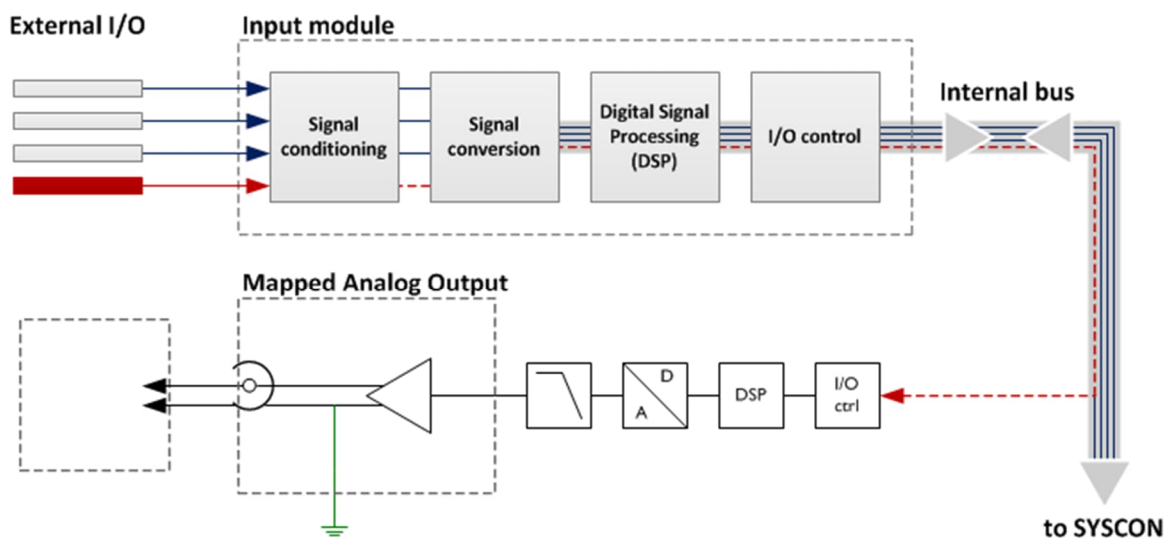 External I/O
Input module
Signal
conditioning
Signal
conversion
Digital Signal
Processing
(DSP)
I/O control
Internal bus
Mapped Analog Output
D
A
DSP
I/O
ctrl
to SYSCON